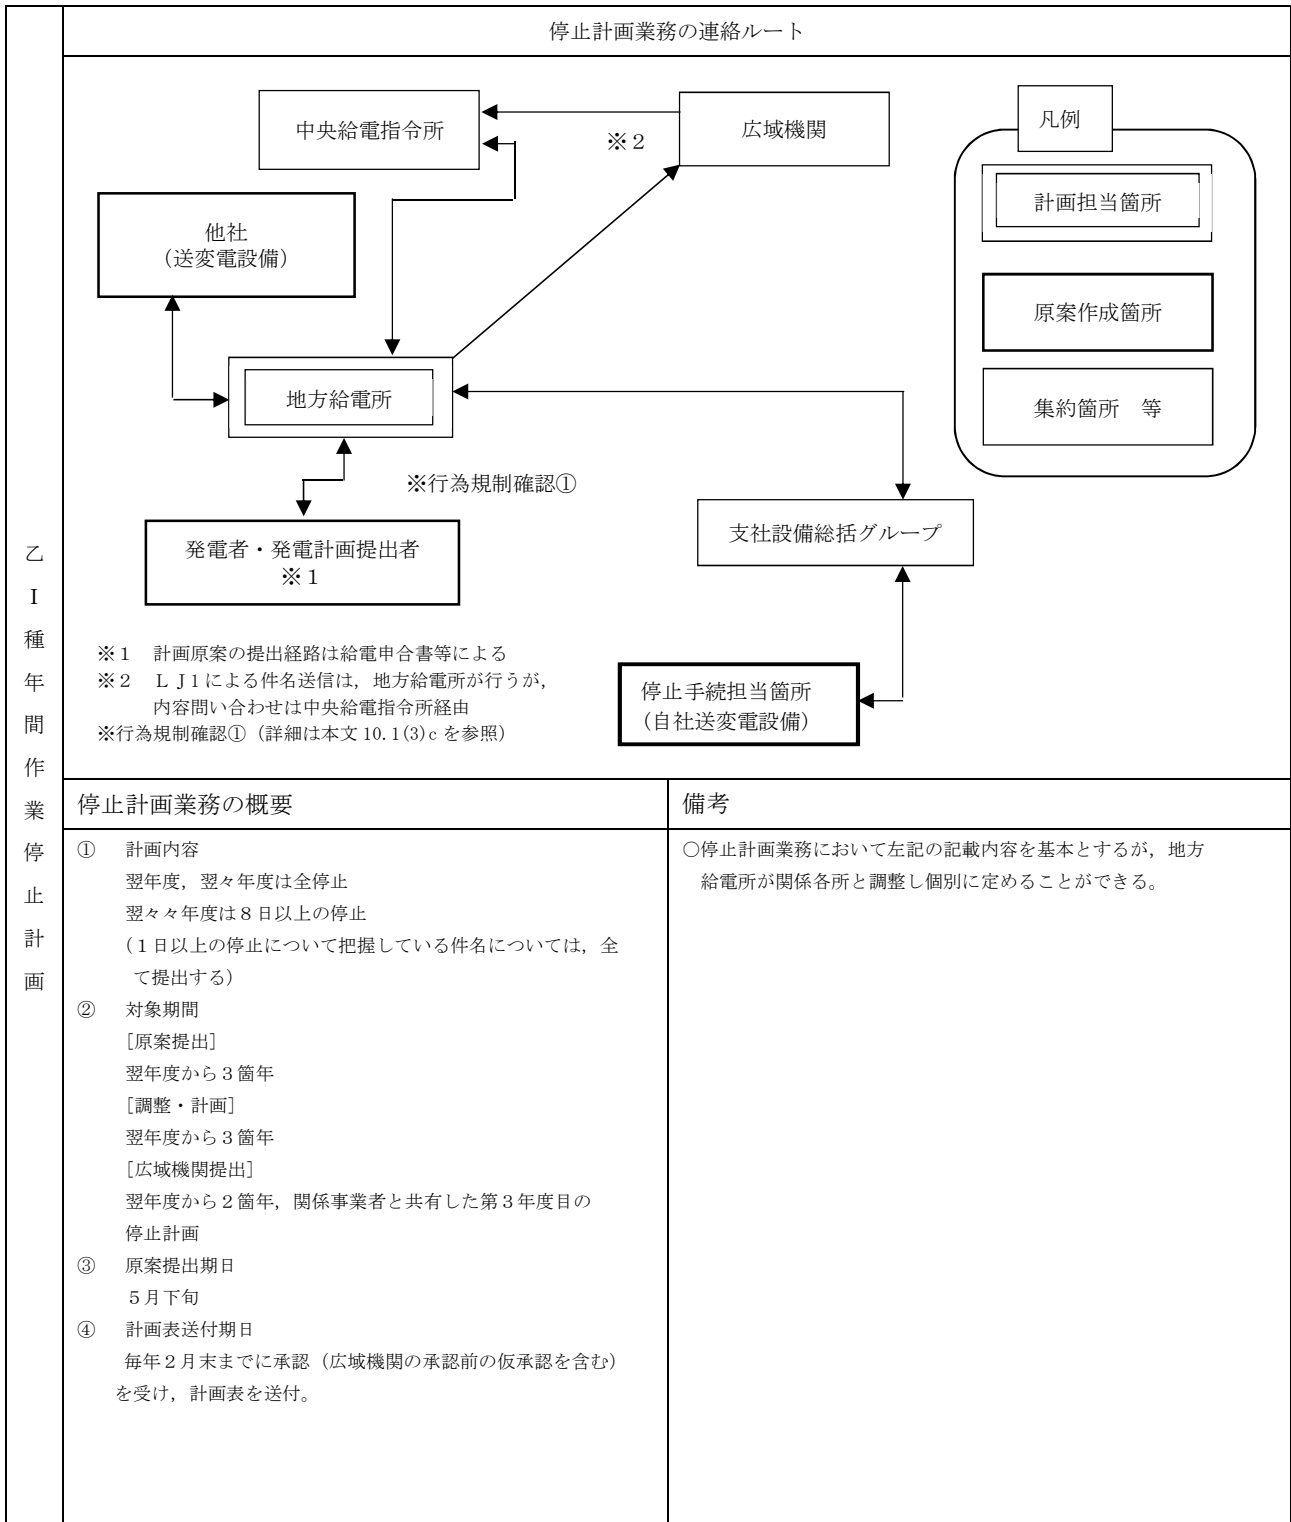 停止計画業務の連絡ルート
中央給電指令所
広域機関
※２
凡例
計画担当箇所
原案作成箇所
集約箇所　等
他社
（送変電設備）
地方給電所
※行為規制確認①
発電者・発電計画提出者
※１
支社設備総括グループ
停止手続担当箇所
（自社送変電設備）
※１　計画原案の提出経路は給電申合書等による
※２　ＬＪ1による件名送信は，地方給電所が行うが，
内容問い合わせは中央給電指令所経由
※行為規制確認①（詳細は本文 10.1(3)c を参照）
乙
Ⅰ
種
年
間
作
業
停
止
計
画
停止計画業務の概要
①　計画内容
翌年度，翌々年度は全停止
翌々々年度は８日以上の停止
（１日以上の停止について把握している件名については，全
て提出する）
②　対象期間
［原案提出］
翌年度から３箇年
［調整・計画］
翌年度から３箇年
［広域機関提出］
翌年度から２箇年，関係事業者と共有した第３年度目の
停止計画
③　原案提出期日
５月下旬
④　計画表送付期日
毎年２月末までに承認（広域機関の承認前の仮承認を含む）
を受け，計画表を送付。
備考
○停止計画業務において左記の記載内容を基本とするが，地方
給電所が関係各所と調整し個別に定めることができる。